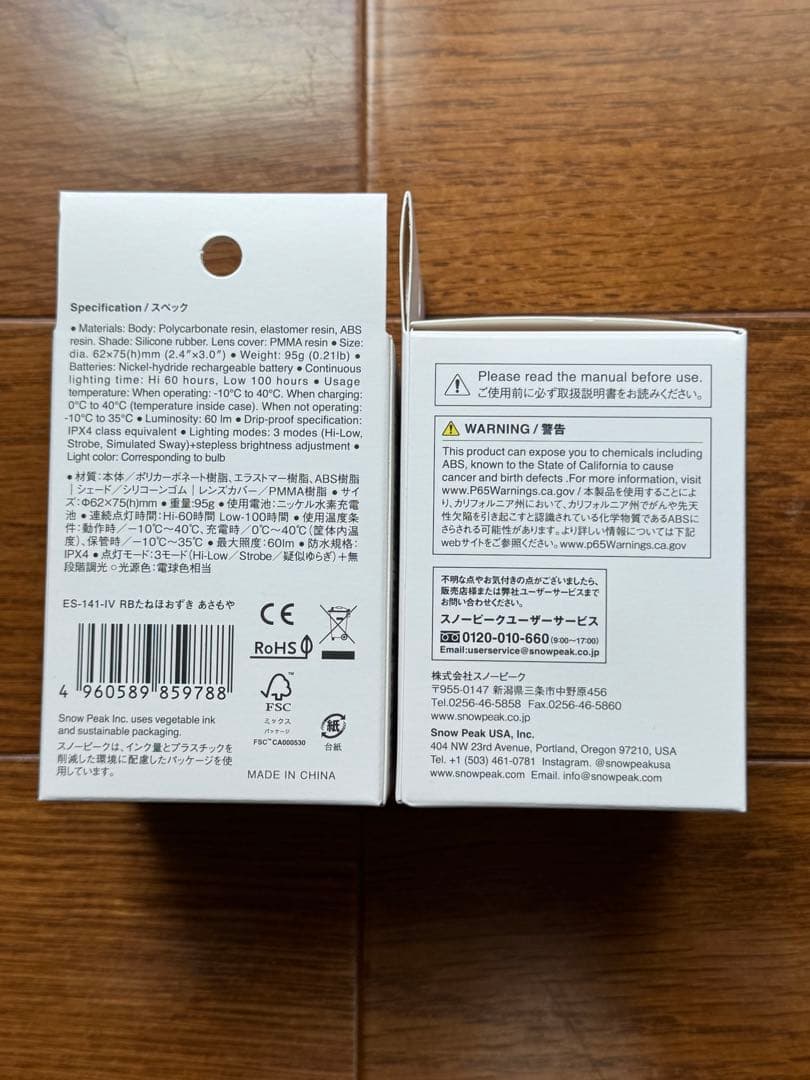 Specification / スペック
● Materials: Body: Polycarbonate resin, elastomer resin, ABS
resin. Shade: Silicone rubber. Lens cover: PMMA resin ● Size:
dia. 62×75(h)mm (2.4″×3.0″) ● Weight: 95g (0.21lb) ●
Batteries: Nickel-hydride rechargeable battery ● Continuous
lighting time: Hi 60 hours, Low 100 hours ● Usage
temperature: When operating: -10°C to 40°C. When charging:
0°C to 40°C (temperature inside case). When not operating:
-10°C to 35°C ● Luminosity: 60 lm ● Drip-proof specification:
IPX4 class equivalent ● Lighting modes: 3 modes (Hi-Low,
Strobe, Simulated Sway)+stepless brightness adjustment ●
Light color: Corresponding to bulb
● 材質：本体／ポリカーボネート樹脂、エラストマー樹脂、ABS樹脂
｜シェード／シリコーンゴム｜レンズカバー／PMMA樹脂 ● サイ
ズ：Φ62×75(h)mm ● 重量：95g ● 使用電池：ニッケル水素充電
池 ● 連続点灯時間：Hi-60時間 Low-100時間 ● 使用温度条
件：動作時／−10℃〜40℃、充電時／0℃〜40℃（筐体内温
度）、保管時／−10℃〜35℃ ● 最大照度：60lm ● 防水規格：
IPX4 ● 点灯モード：3モード（Hi-Low／Strobe／疑似ゆらぎ）＋無
段階調光 ○光源色：電球色相当
ES-141-IV RBたねほおずき あさもや
4 960589 859788
CE
RoHS
FSC
ミックス
パッケージ
FSC™ CA000530
紙
台紙
Snow Peak Inc. uses vegetable ink
and sustainable packaging.
スノーピークは、インク量とプラスチックを
削減した環境に配慮したパッケージを使
用しています。
MADE IN CHINA
Please read the manual before use.
ご使用前に必ず取扱説明書をお読みください。
WARNING / 警告
This product can expose you to chemicals including
ABS, known to the State of California to cause
cancer and birth defects .For more information, visit
www.P65Warnings.ca.gov / 本製品を使用することによ
り、カリフォルニア州において、カリフォルニア州でがんや先天
性欠陥を引き起こすと認識されている化学物質であるABSに
さらされる可能性があります。より詳しい情報については下記
webサイトをご参照ください。www.p65Warnings.ca.gov
不明な点やお気付きの点がございましたら、
販売店様または弊社ユーザーサービスまで
お問い合わせください。
スノーピークユーザーサービス
0120-010-660 (9:00〜17:00)
Email:userservice@snowpeak.co.jp
株式会社スノーピーク
〒955-0147 新潟県三条市中野原456
Tel.0256-46-5858 Fax.0256-46-5860
www.snowpeak.co.jp
Snow Peak USA, Inc.
404 NW 23rd Avenue, Portland, Oregon 97210, USA
Tel. +1 (503) 461-0781 Instagram. @snowpeakusa
www.snowpeak.com Email. info@snowpeak.com